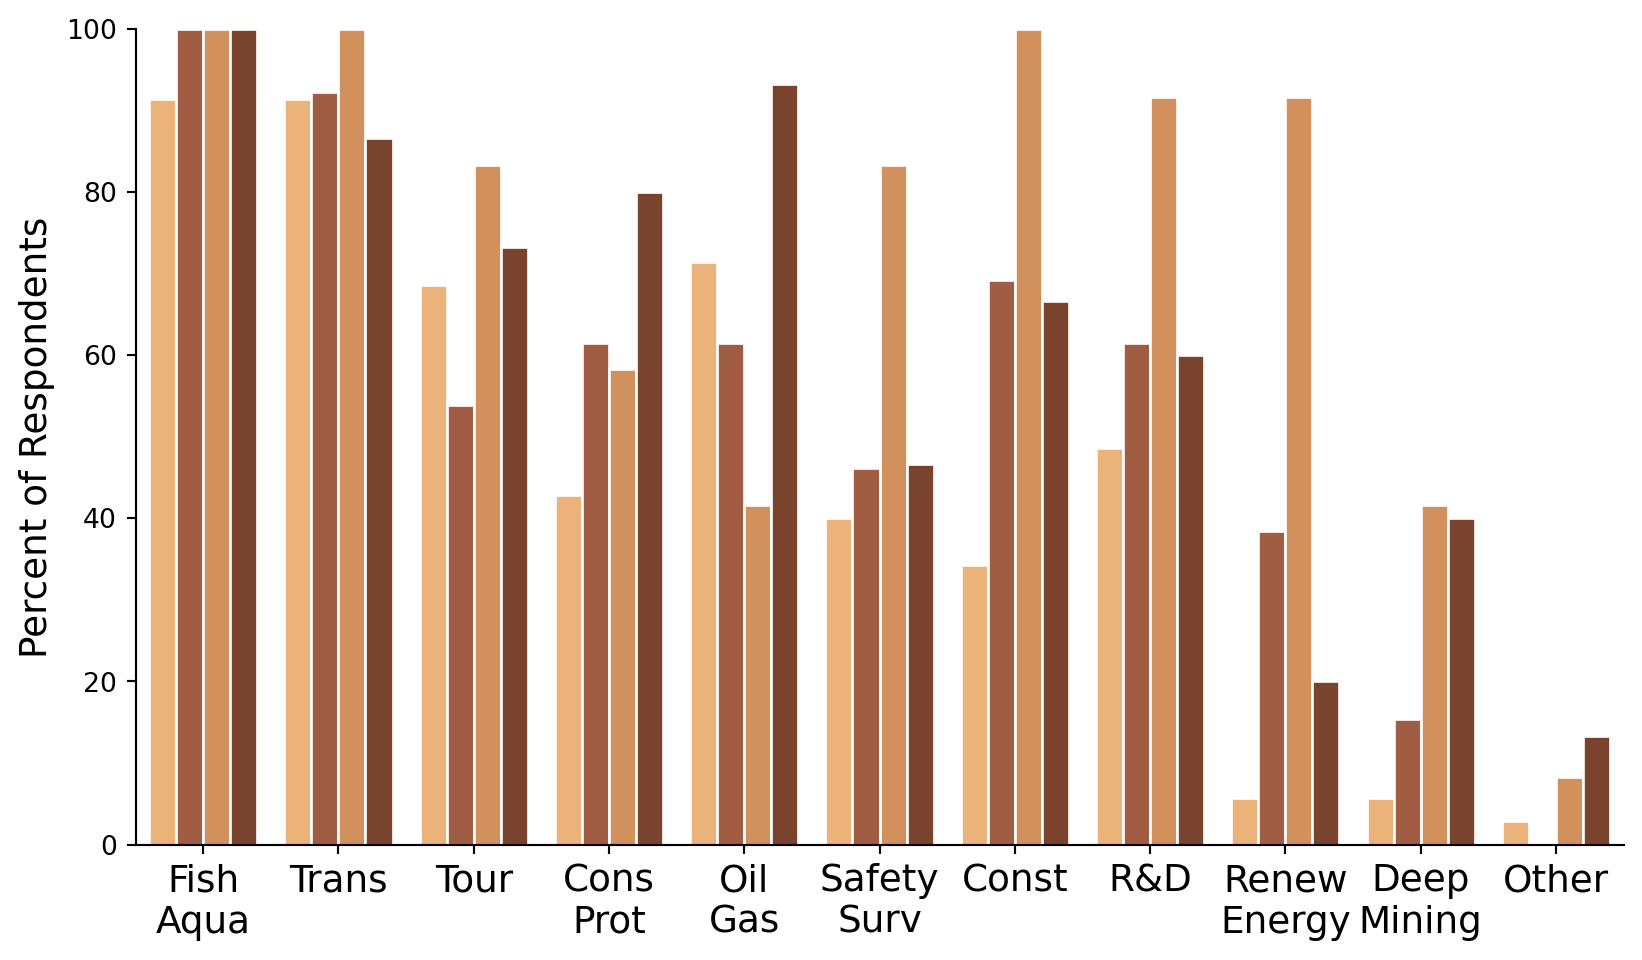 Percent of Respondents
100
80
60
40
20
0
Fish
Aqua
Trans
Tour
Cons
Prot
Oil
Gas
Safety
Surv
Const
R&D
Renew
Energy
Deep
Mining
Other